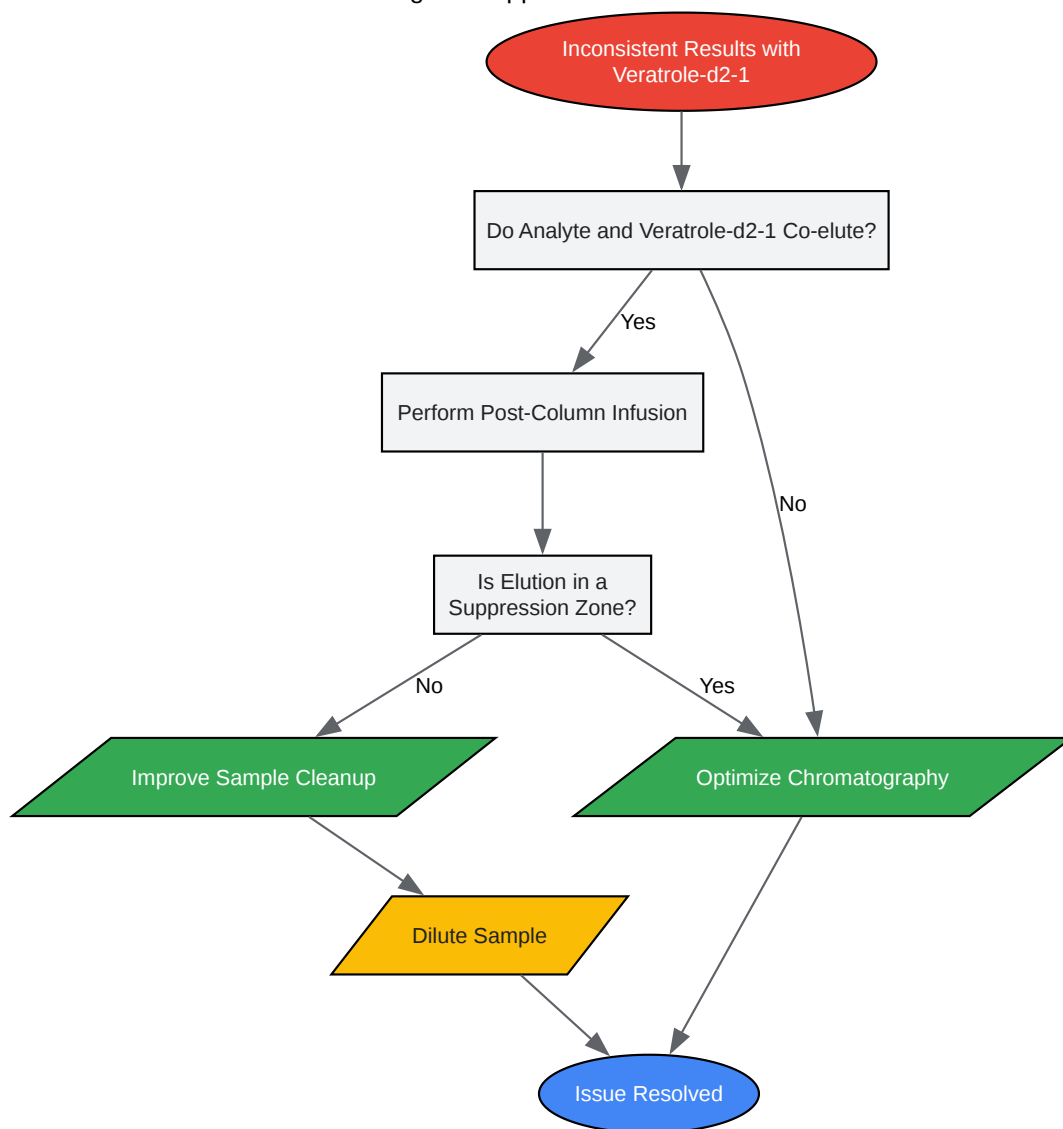 Inconsistent Results with
Veratrole-d2-1
Do Analyte and Veratrole-d2-1 Co-elute?
Yes
Perform Post-Column Infusion
No
Is Elution in a
Suppression Zone?
No
Yes
Improve Sample Cleanup
Optimize Chromatography
Dilute Sample
Issue Resolved